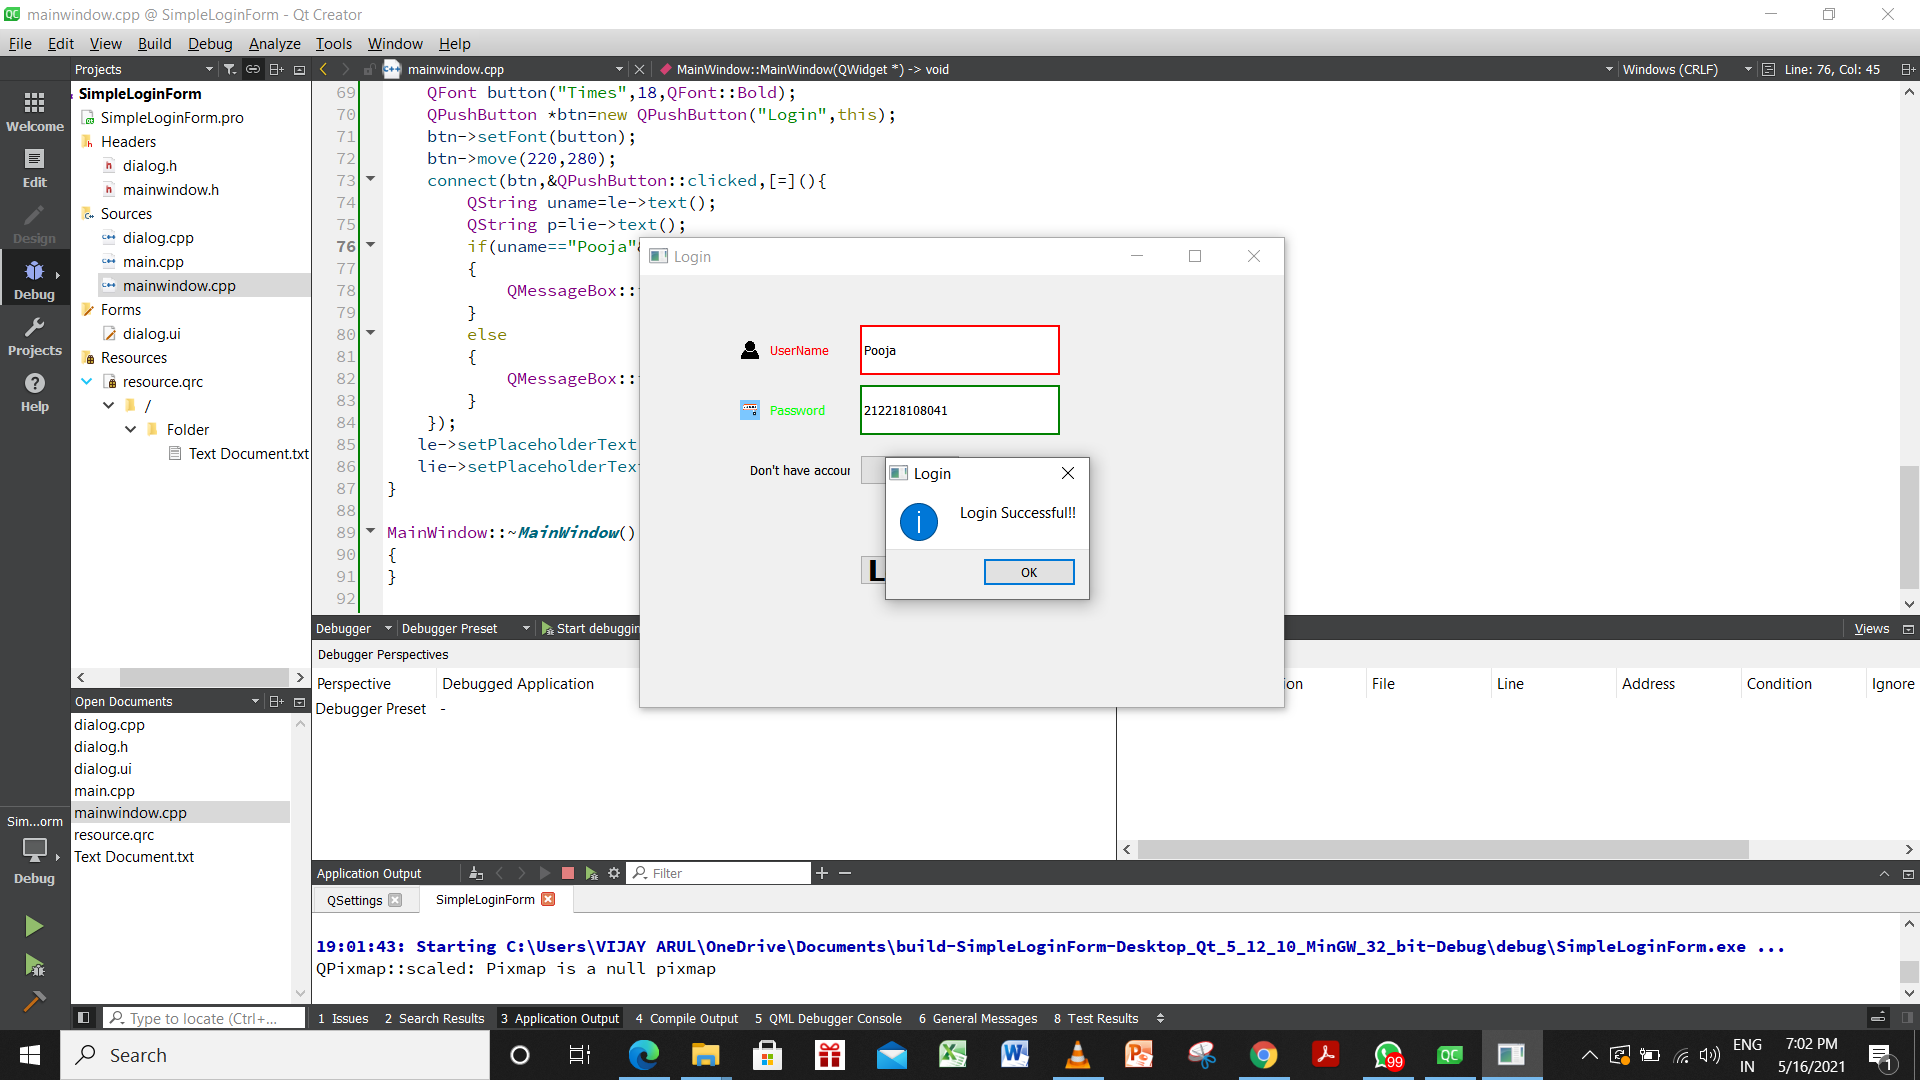 mainwindow.cpp @ SimpleLoginForm - Qt Creator
File Edit View Build Debug Analyze Tools Window Help
Projects
mainwindow.cpp
MainWindow::MainWindow(QWidget *) -> void
Windows (CRLF)
Line: 76, Col: 45
Welcome
Edit
Design
Debug
Projects
Help
SimpleLoginForm
SimpleLoginForm.pro
Headers
dialog.h
mainwindow.h
Sources
dialog.cpp
main.cpp
mainwindow.cpp
Forms
dialog.ui
Resources
resource.qrc
/
Folder
Text Document.txt
69 QFont button("Times",18,QFont::Bold);
70 QPushButton *btn=new QPushButton("Login",this);
71 btn->setFont(button);
72 btn->move(220,280);
73 connect(btn,&QPushButton::clicked,[=](){
74 QString uname=le->text();
75 QString p=lie->text();
76 if(uname=="Pooja"
77 {
78 QMessageBox::
79 }
80 else
81 {
82 QMessageBox::
83 }
84 });
85 le->setPlaceholderText
86 lie->setPlaceholderTex
87 }
88
89 MainWindow::~MainWindow()
90 {
91 }
92
Login
UserName
Pooja
Password
212218108041
Don't have accour
L
Login
Login Successful!!
OK
Debugger
Debugger Preset
Start debuggin
Views
Debugger Perspectives
Perspective
Debugged Application
Debugger Preset -
ion
File
Line
Address
Condition
Ignore
Open Documents
dialog.cpp
dialog.h
dialog.ui
main.cpp
mainwindow.cpp
resource.qrc
Text Document.txt
Sim...orm
Debug
Application Output
Filter
QSettings
SimpleLoginForm
19:01:43: Starting C:\Users\VIJAY ARUL\OneDrive\Documents\build-SimpleLoginForm-Desktop_Qt_5_12_10_MinGW_32_bit-Debug\debug\SimpleLoginForm.exe ...
QPixmap::scaled: Pixmap is a null pixmap
Type to locate (Ctrl+...
1 Issues 2 Search Results 3 Application Output 4 Compile Output 5 QML Debugger Console 6 General Messages 8 Test Results
Search
99
ENG
IN
7:02 PM
5/16/2021
1